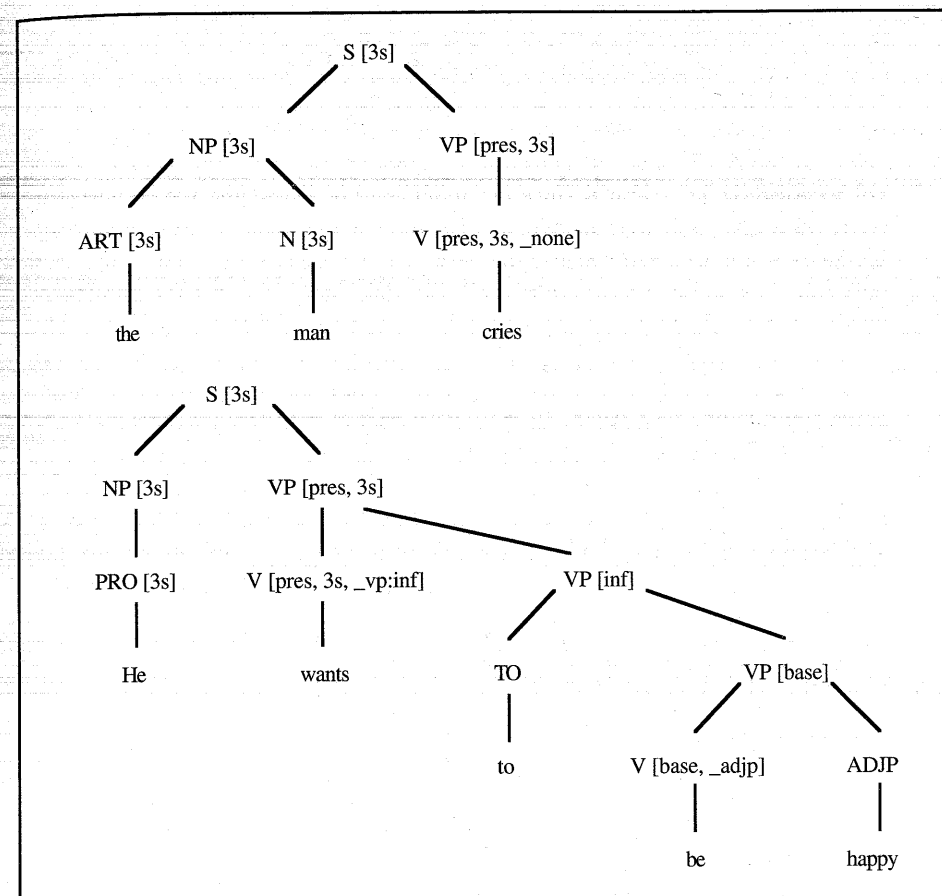 S [3s]
NP [3s] VP [pres, 3s]
ART [3s] N [3s] V [pres, 3s, _none]
the man cries
S [3s]
NP [3s] VP [pres, 3s]
PRO [3s] V [pres, 3s, _vp:inf] VP [inf]
He wants TO VP [base]
to V [base, _adjp] ADJP
be happy